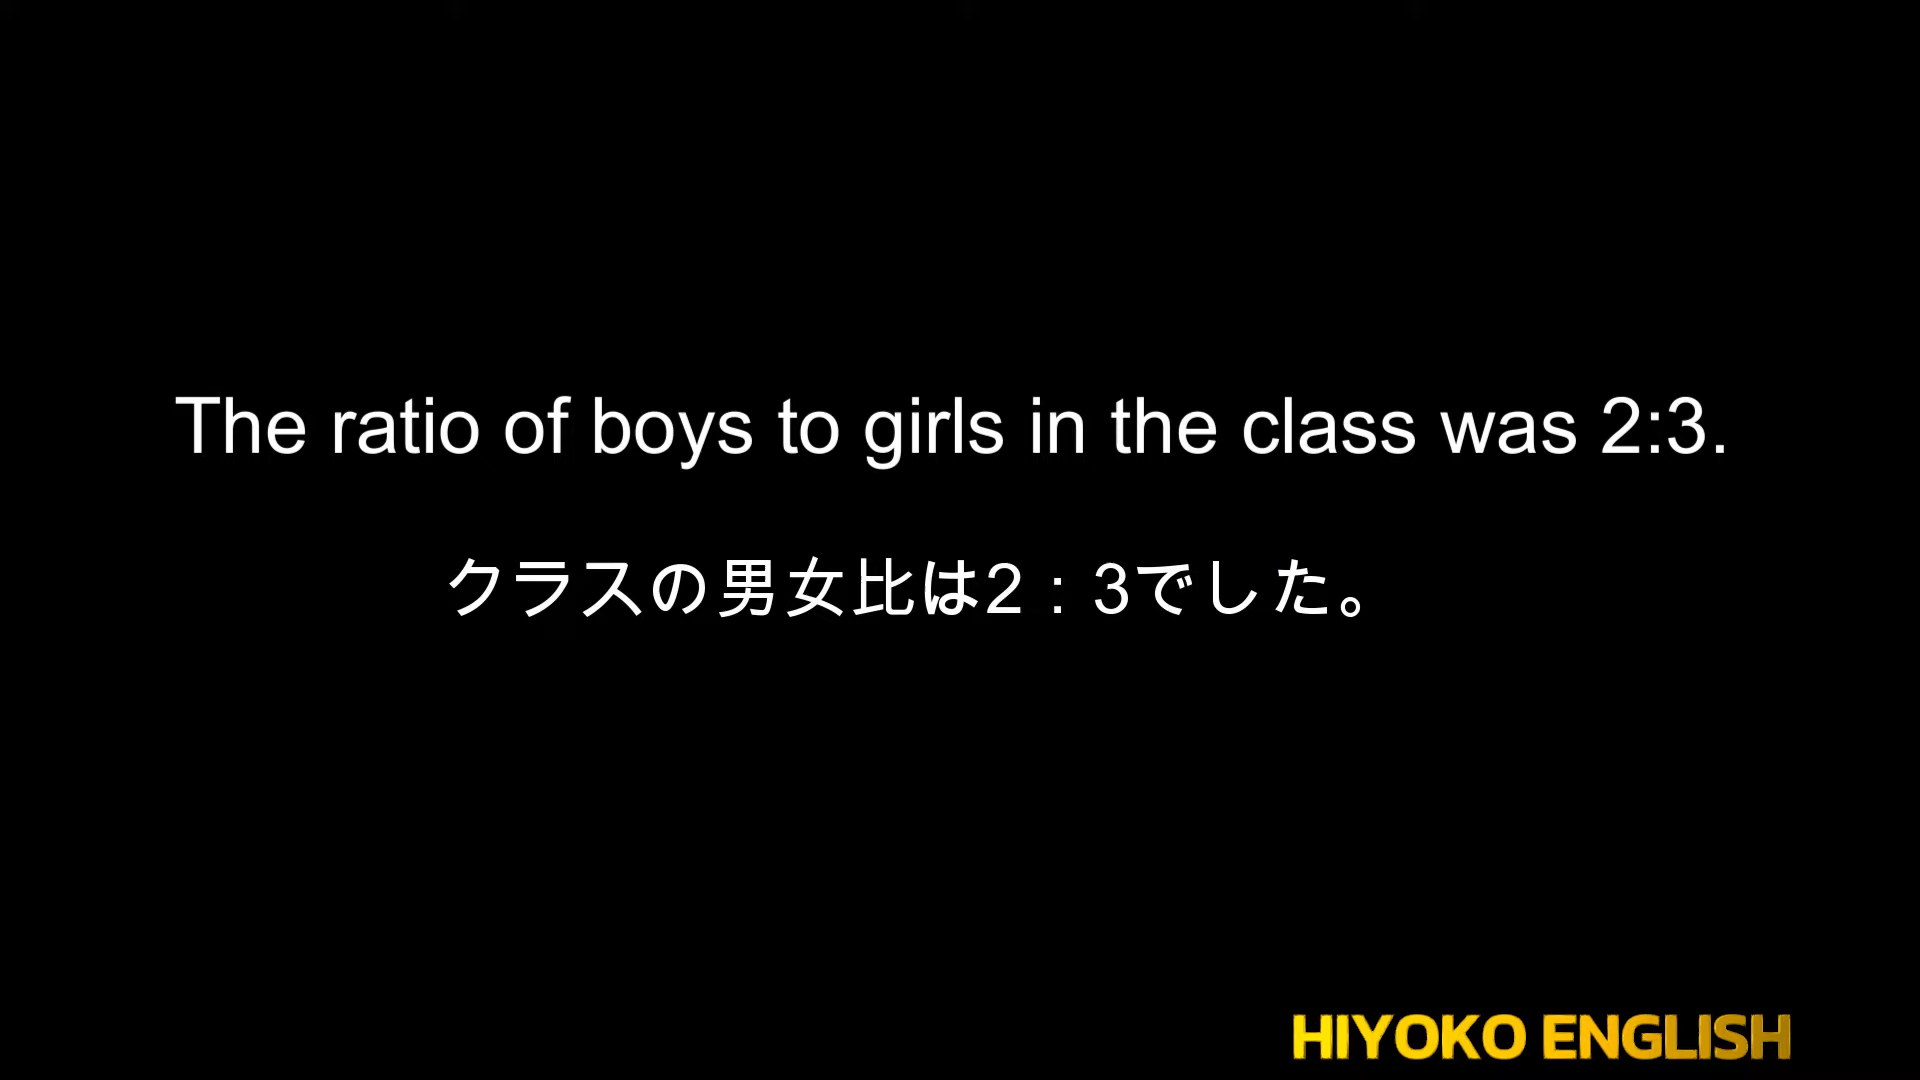 The ratio of boys to girls in the class was 2:3.
クラスの男女比は2：3でした。
HIYOKO ENGLISH